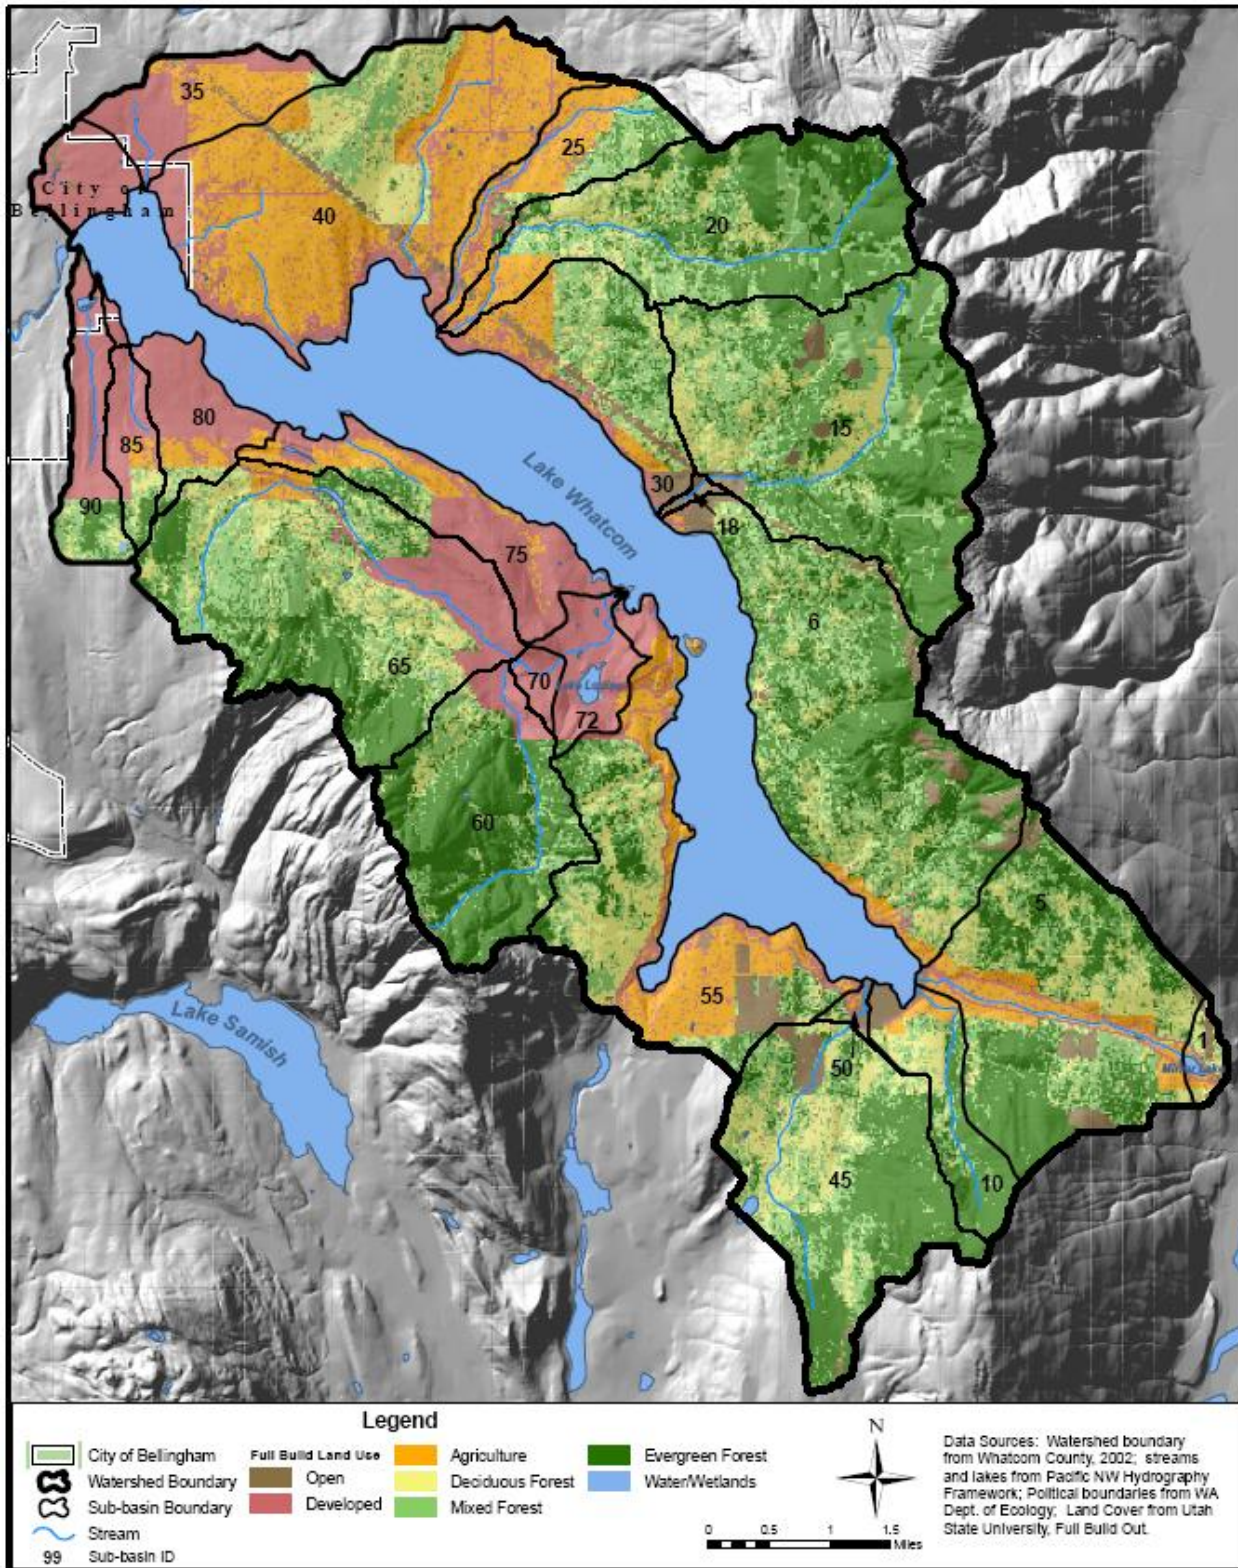 35
25
City of
Bellingham
40
20
80
15
85
Lake Whatcom
30
90
18
75
6
65
70
72
60
5
55
Lake Samish
1
Mirror Lake
50
45
10
Legend
City of Bellingham
Watershed Boundary
Sub-basin Boundary
Stream
99 Sub-basin ID
Full Build Land Use
Open
Developed
Agriculture
Deciduous Forest
Mixed Forest
Evergreen Forest
Water/Wetlands
N
0 0.5 1 1.5
Miles
Data Sources: Watershed boundary
from Whatcom County, 2002; streams
and lakes from Pacific NW Hydrography
Framework; Political boundaries from WA
Dept. of Ecology; Land Cover from Utah
State University, Full Build Out.